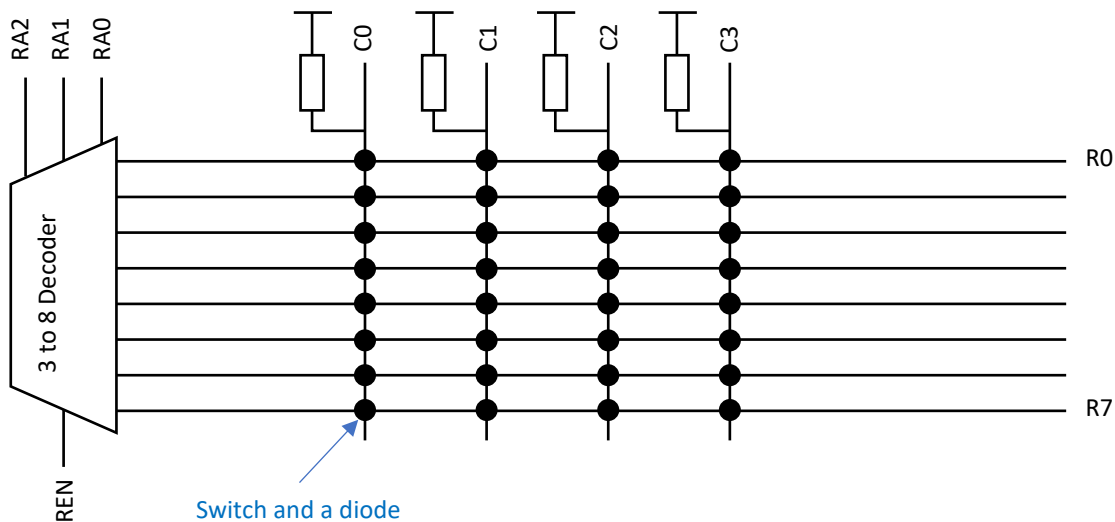 RA2
RA1
RA0
C0
C1
C2
C3
R0
3 to 8 Decoder
R7
REN
Switch and a diode